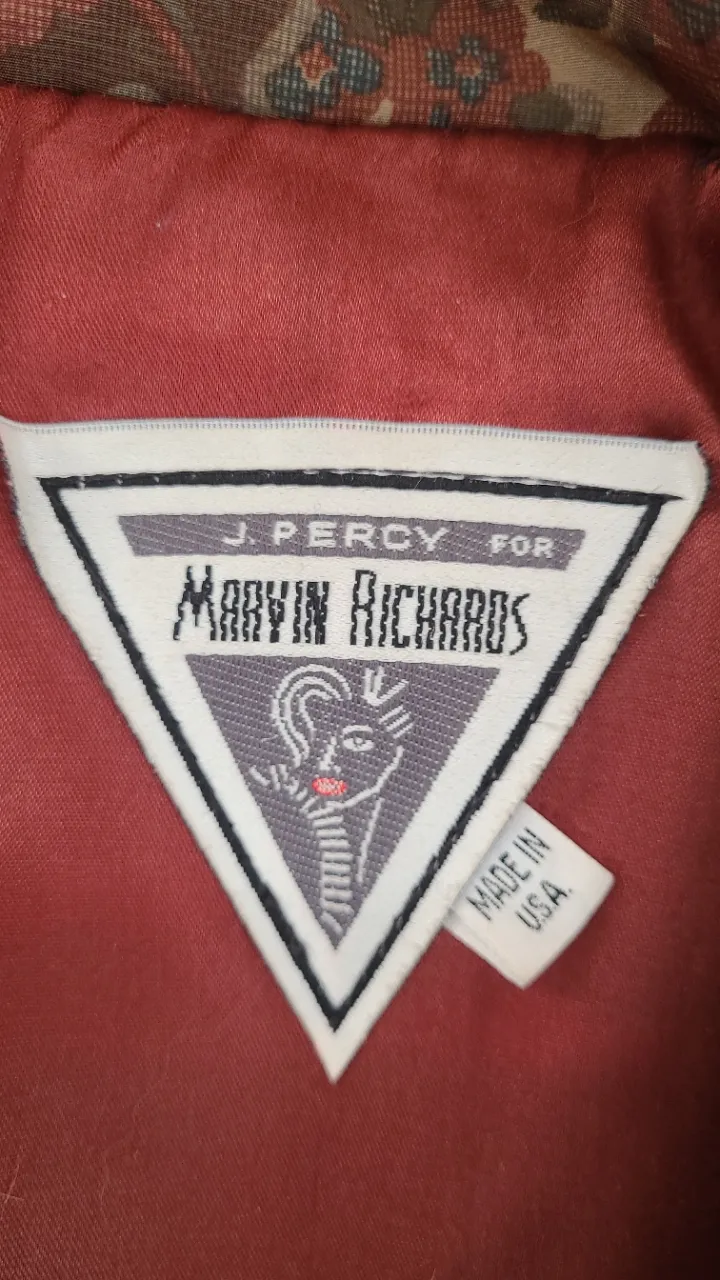 J. PERCY FOR
MARVIN RICHARDS
MADE IN
U.S.A.